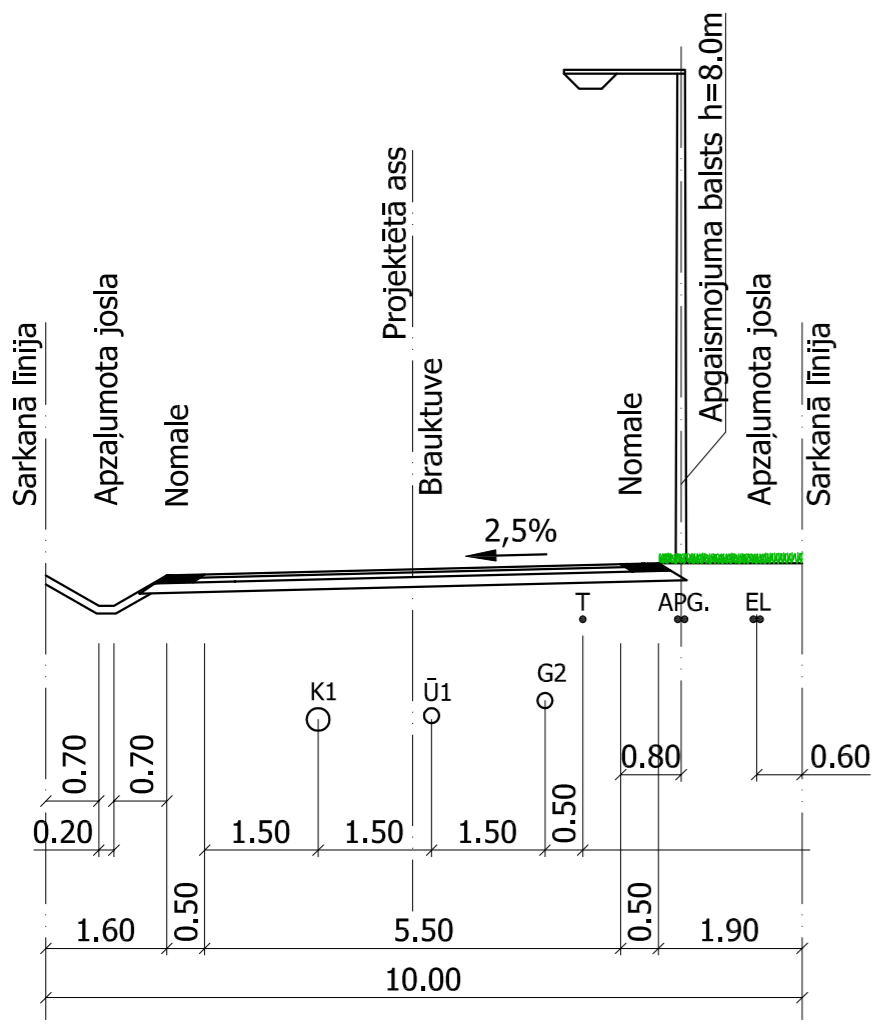 Sarkanā līnija
Apzaļumota josla
Nomale
Projektētā ass
Brauktuve
Nomale
Apgaismojuma balsts h=8.0m
Apzaļumota josla
Sarkanā līnija
2,5%
T
APG.
EL
K1
Ū1
G2
0.70
0.70
0.80
0.60
0.20
1.50
1.50
1.50
0.50
1.60
0.50
5.50
0.50
1.90
10.00